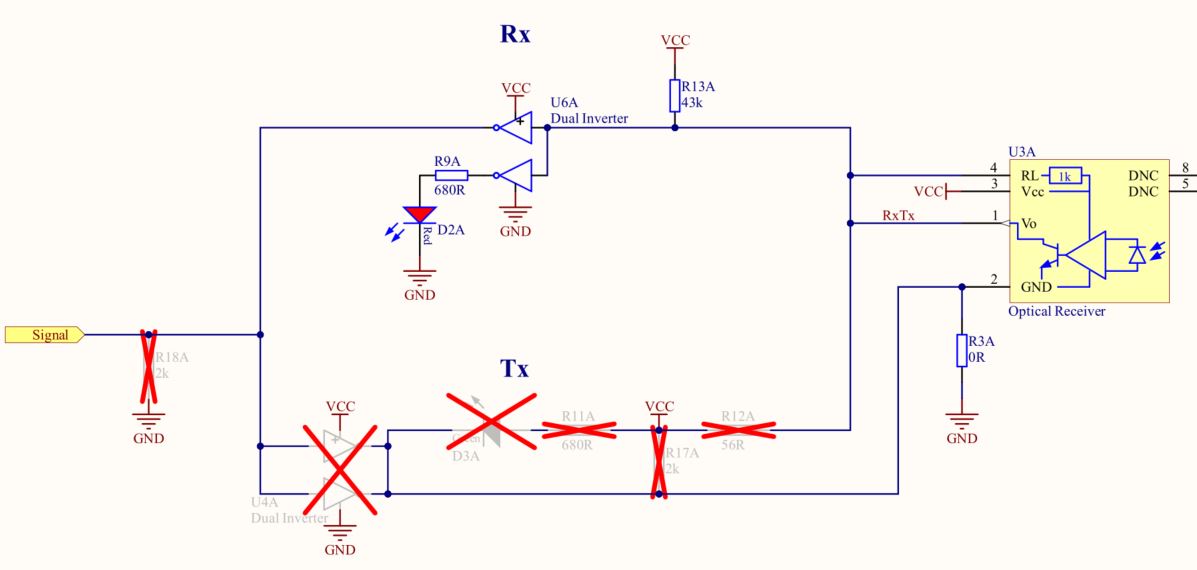 Rx
VCC
R13A
43k
VCC
U6A
Dual Inverter
+
R9A
680R
GND
Red
D2A
GND
U3A
4
RL
1k
DNC
8
VCC
3
Vcc
DNC
5
RxTx
1
Vo
2
GND
Optical Receiver
R3A
0R
GND
Signal
R18A
2k
GND
Tx
VCC
+
U4A
Dual Inverter
GND
Green
D3A
R11A
680R
VCC
R17A
2k
R12A
56R